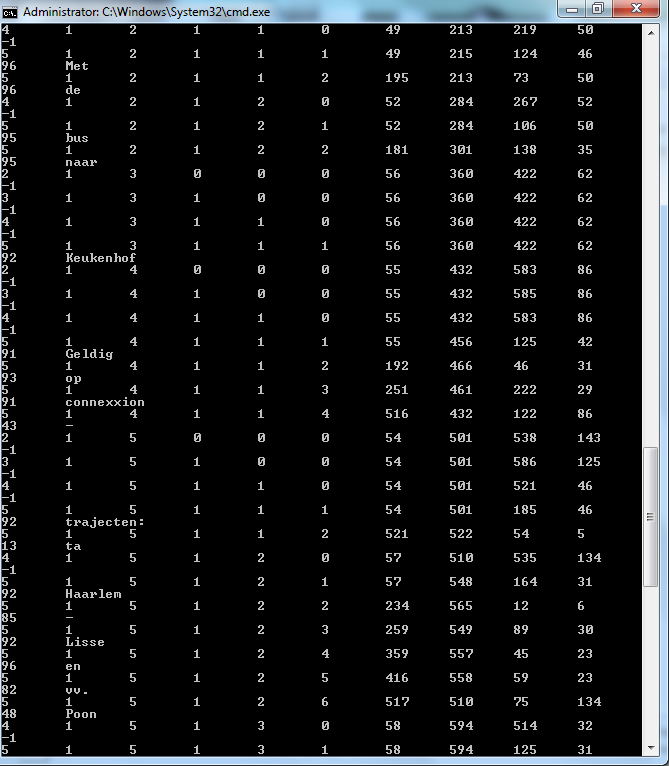 Administrator: C:\Windows\System32\cmd.exe
4 1 2 1 1 0 49 213 219 50
-1
5 1 2 1 1 1 49 215 124 46
96 Met
5 1 2 1 1 2 195 213 73 50
96 de
4 1 2 1 2 0 52 284 267 52
-1
5 1 2 1 2 1 52 284 106 50
95 bus
5 1 2 1 2 2 181 301 138 35
95 naar
2 1 3 0 0 0 56 360 422 62
-1
3 1 3 1 0 0 56 360 422 62
-1
4 1 3 1 1 0 56 360 422 62
-1
5 1 3 1 1 1 56 360 422 62
92 Keukenhof
2 1 4 0 0 0 55 432 583 86
-1
3 1 4 1 0 0 55 432 585 86
-1
4 1 4 1 1 0 55 432 583 86
-1
5 1 4 1 1 1 55 456 125 42
91 Geldig
5 1 4 1 1 2 192 466 46 31
93 op
5 1 4 1 1 3 251 461 222 29
91 connexxion
5 1 4 1 1 4 516 432 122 86
43 -
2 1 5 0 0 0 54 501 538 143
-1
3 1 5 1 0 0 54 501 586 125
-1
4 1 5 1 1 0 54 501 521 46
-1
5 1 5 1 1 1 54 501 185 46
92 trajecten:
5 1 5 1 1 2 521 522 54 5
13 ta
4 1 5 1 2 0 57 510 535 134
-1
5 1 5 1 2 1 57 548 164 31
92 Haarlem
5 1 5 1 2 2 234 565 12 6
85 -
5 1 5 1 2 3 259 549 89 30
92 Lisse
5 1 5 1 2 4 359 557 45 23
96 en
5 1 5 1 2 5 416 558 59 23
82 vv.
5 1 5 1 2 6 517 510 75 134
48 Poon
4 1 5 1 3 0 58 594 514 32
-1
5 1 5 1 3 1 58 594 125 31